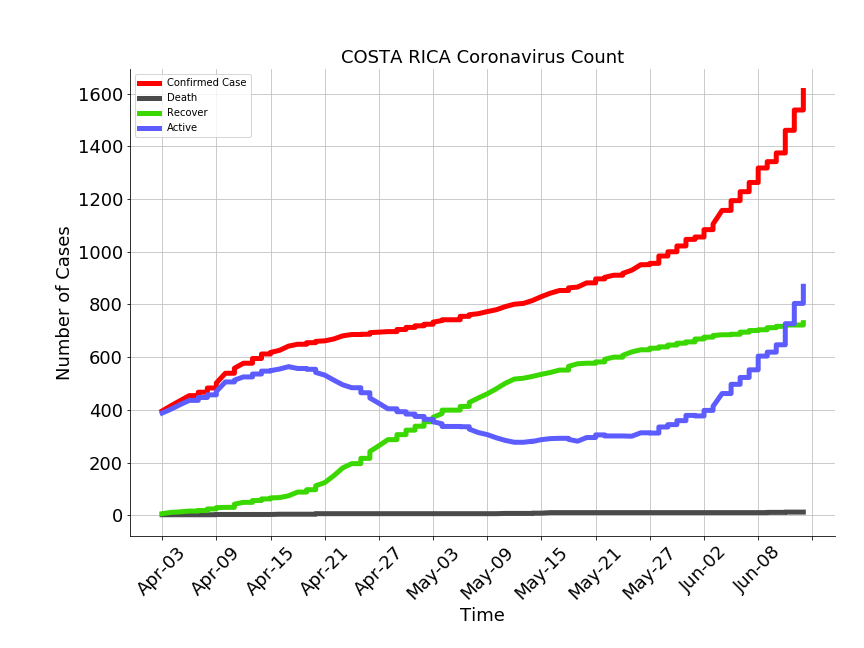 COSTA RICA Coronavirus Count
Confirmed Case
Death
Recover
Active
Number of Cases
1600
1400
1200
1000
800
600
400
200
0
Apr-03
Apr-09
Apr-15
Apr-21
Apr-27
May-03
May-09
May-15
May-21
May-27
Jun-02
Jun-08
Time